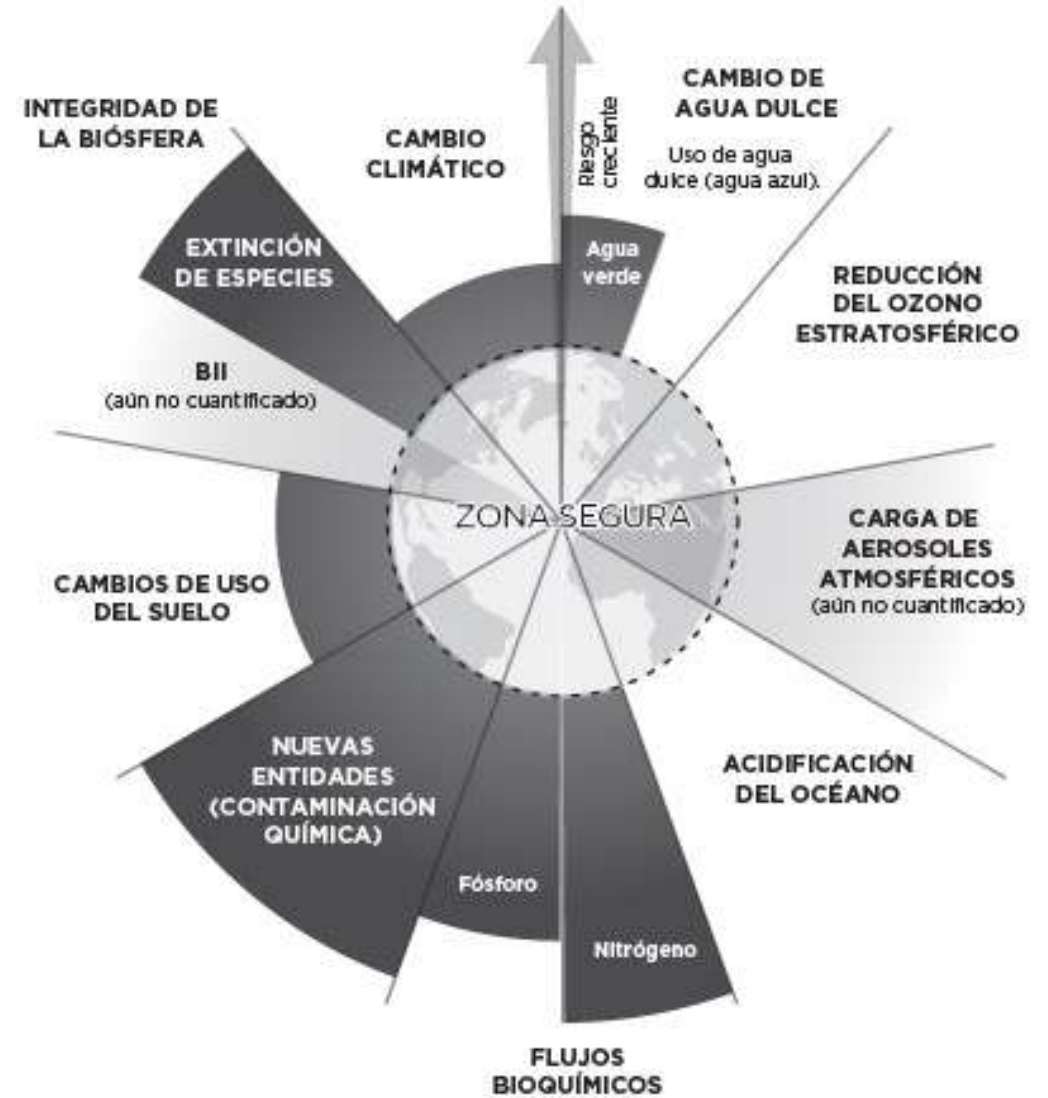 INTEGRIDAD DE
LA BIÓSFERA
CAMBIO
CLIMÁTICO
Riesgo
creciente
CAMBIO DE
AGUA DULCE
Uso de agua
dulce (agua azul).
Agua
verde
EXTINCIÓN
DE ESPECIES
REDUCCIÓN
DEL OZONO
ESTRATOSFÉRICO
BII
(aún no cuantificado)
ZONA SEGURA
CARGA DE
AEROSOLES
ATMOSFÉRICOS
(aún no cuantificado)
CAMBIOS DE USO
DEL SUELO
NUEVAS
ENTIDADES
(CONTAMINACIÓN
QUÍMICA)
ACIDIFICACIÓN
DEL OCÉANO
Fósforo
Nitrógeno
FLUJOS
BIOQUÍMICOS